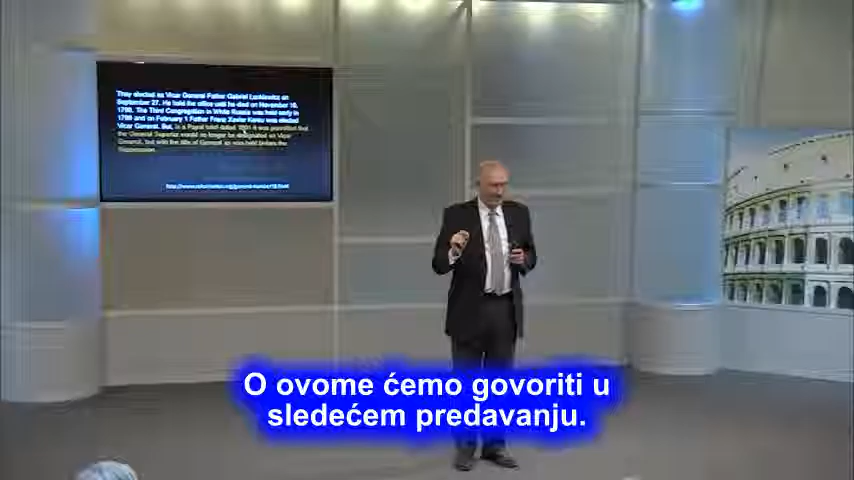 They elected as Vicar General Father Gabriel Lenkiewicz on
September 27. He held the office until he died on November 10,
1798. The Third Congregation in White Russia was held early in
1799 and on February 1 Father Franz Xavier Kareu was elected
Vicar General. But, in a Papal brief dated 1801 it was permitted that
the General Superior would no longer be designated as Vicar
General, but with the title of General as was held before the
Suppression.
O ovome ćemo govoriti u
sledećem predavanju.